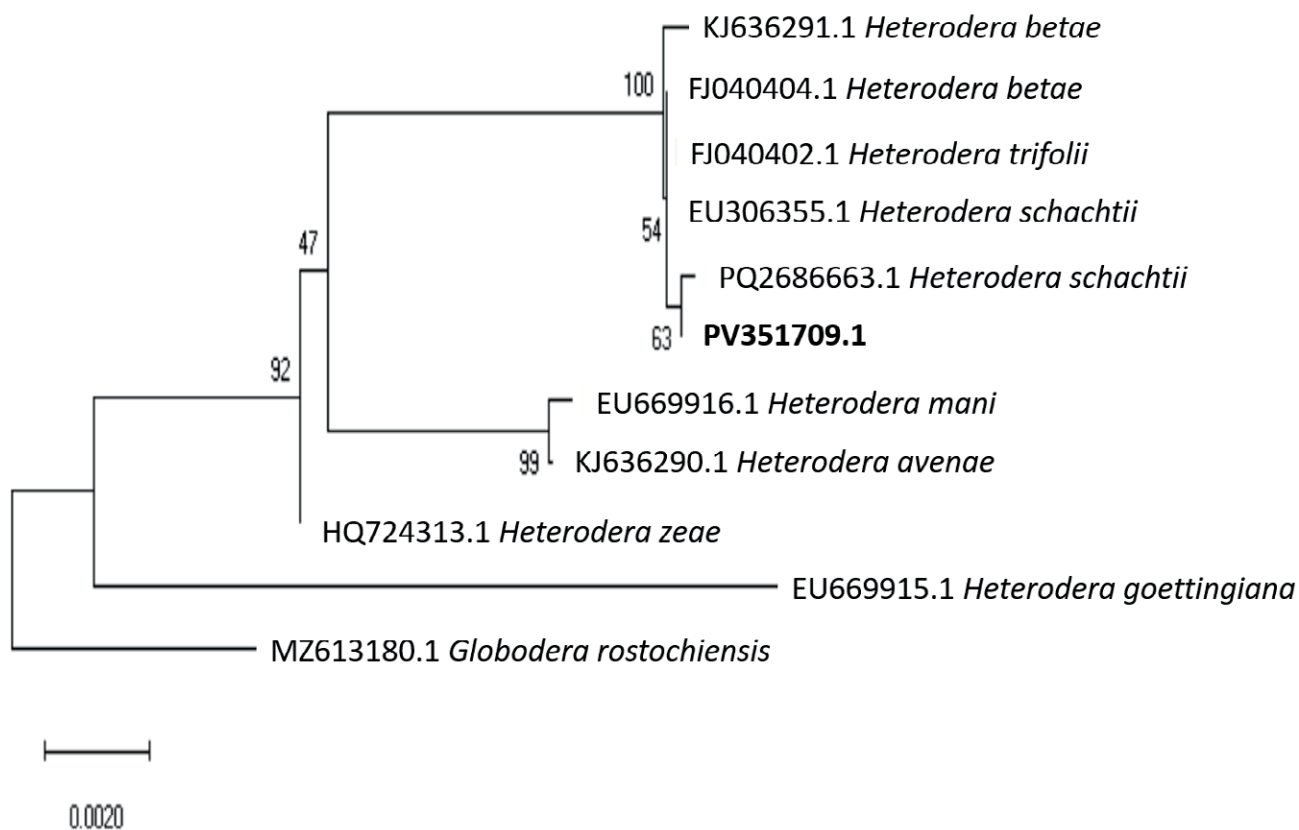 KJ636291.1 Heterodera betae
100
FJ040404.1 Heterodera betae
FJ040402.1 Heterodera trifolii
EU306355.1 Heterodera schachtii
54
47
PQ2686663.1 Heterodera schachtii
63
PV351709.1
92
EU669916.1 Heterodera mani
99
KJ636290.1 Heterodera avenae
HQ724313.1 Heterodera zeae
EU669915.1 Heterodera goettingiana
MZ613180.1 Globodera rostochiensis
0.0020